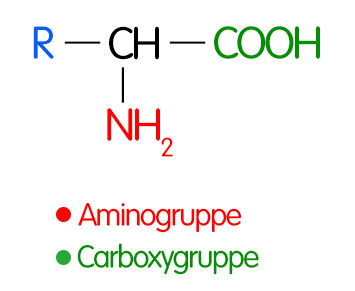 R — CH — COOH
NH₂
Aminogruppe
Carboxygruppe